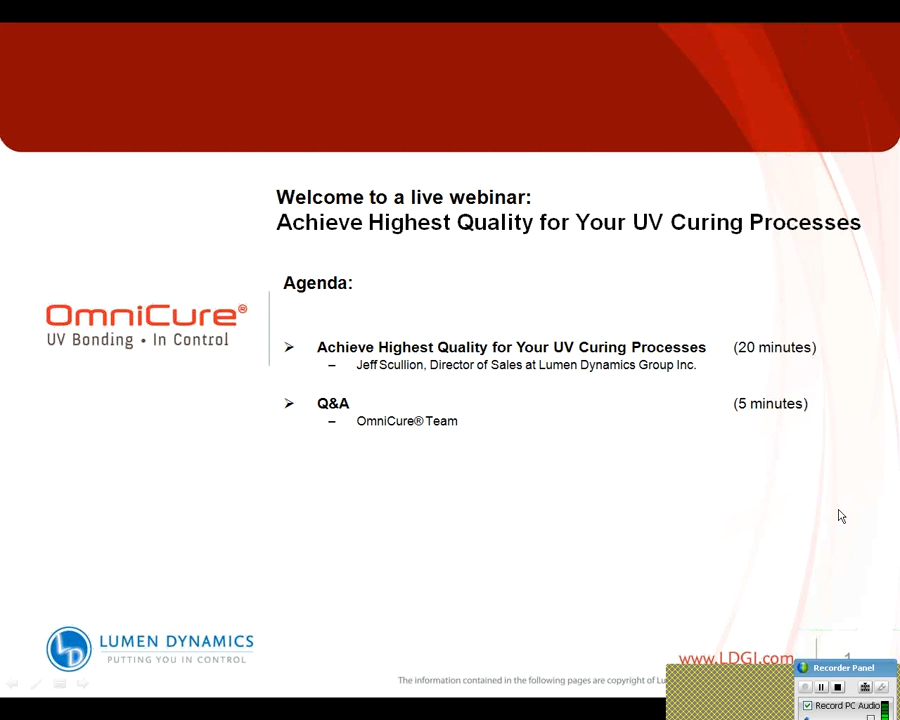 Welcome to a live webinar:
Achieve Highest Quality for Your UV Curing Processes
Agenda:
OmniCure®
UV Bonding • In Control
➢ Achieve Highest Quality for Your UV Curing Processes (20 minutes)
– Jeff Scullion, Director of Sales at Lumen Dynamics Group Inc.
➢ Q&A (5 minutes)
– OmniCure® Team
LD LUMEN DYNAMICS
PUTTING YOU IN CONTROL
www.LDGI.com
The information contained in the following pages are copyright of
Recorder Panel
Record PC Audio